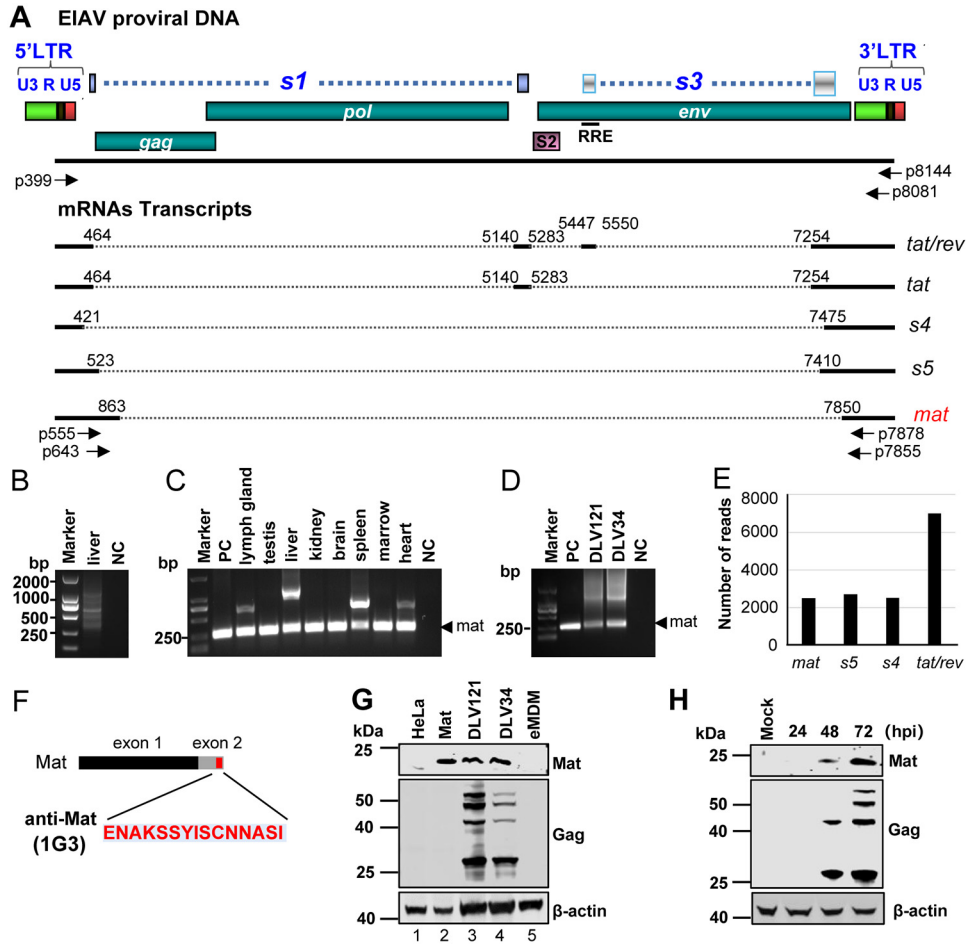 A EIAV proviral DNA
5'LTR 3'LTR
U3 R U5 s1 s3 U3 R U5
pol env
gag S2 RRE
p399 p8144
p8081
mRNAs Transcripts
464 5140 5283 5447 5550 7254 tat/rev
464 5140 5283 7254 tat
421 7475 s4
523 7410 s5
863 7850 mat
p555 p7878
p643 p7855
B
Marker liver NC
bp
2000
1000
500
250
C
Marker PC lymph gland testis liver kidney brain spleen marrow heart NC
bp
250
mat
D
Marker PC DLV121 DLV34 NC
bp
250
mat
E
Number of reads
8000
6000
4000
2000
0
mat s5 s4 tat/rev
F
exon 1 exon 2
Mat
anti-Mat
(1G3)
ENAKSSYISCNNASI
G
HeLa Mat DLV121 DLV34 eMDM
kDa
25 Mat
50
40 Gag
25
40 β-actin
1 2 3 4 5
H
Mock 24 48 72 (hpi)
kDa
25 Mat
50
40 Gag
25
40 β-actin